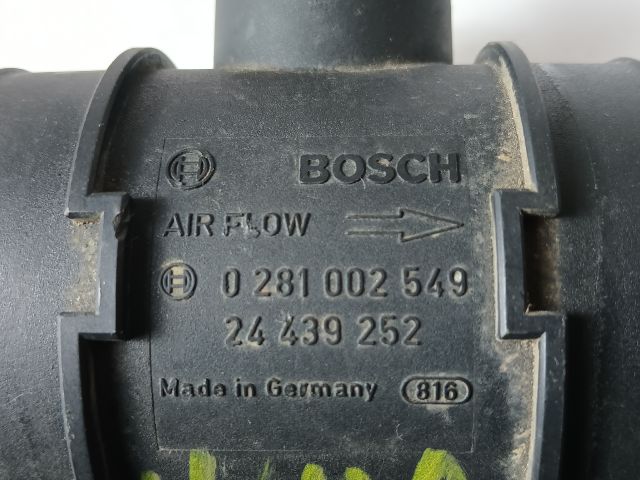 BOSCH
AIR FLOW
0 281 002 549
24 439 252
Made in Germany 816